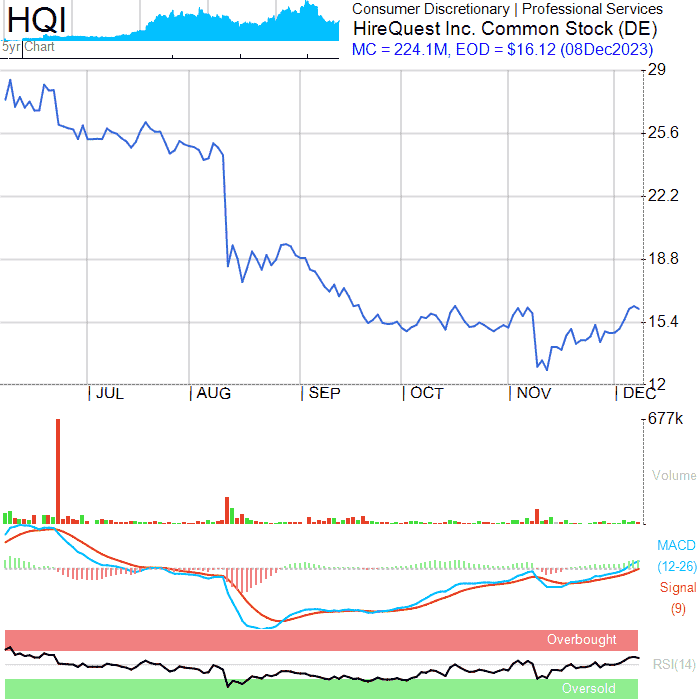 HQI
5yr Chart
Consumer Discretionary | Professional Services
HireQuest Inc. Common Stock (DE)
MC = 224.1M, EOD = $16.12 (08Dec2023)
29
25.6
22.2
18.8
15.4
12
JUL AUG SEP OCT NOV DEC
677k
Volume
MACD
(12-26)
Signal
(9)
Overbought
RSI(14)
Oversold